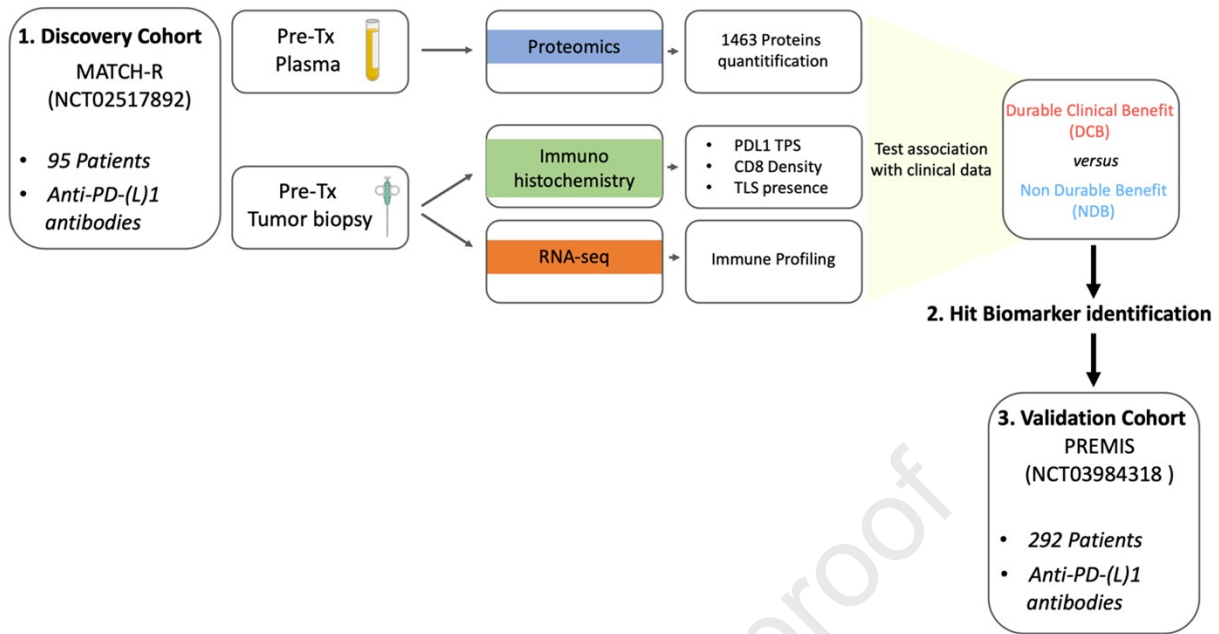 1. Discovery Cohort
MATCH-R
(NCT02517892)
• 95 Patients
• Anti-PD-(L)1
antibodies
Pre-Tx
Plasma
Proteomics
1463 Proteins
quantitification
Pre-Tx
Tumor biopsy
Immuno
histochemistry
• PDL1 TPS
• CD8 Density
• TLS presence
RNA-seq
Immune Profiling
Test association
with clinical data
Durable Clinical Benefit
(DCB)
versus
Non Durable Benefit
(NDB)
2. Hit Biomarker identification
3. Validation Cohort
PREMIS
(NCT03984318 )
• 292 Patients
• Anti-PD-(L)1
antibodies
proof